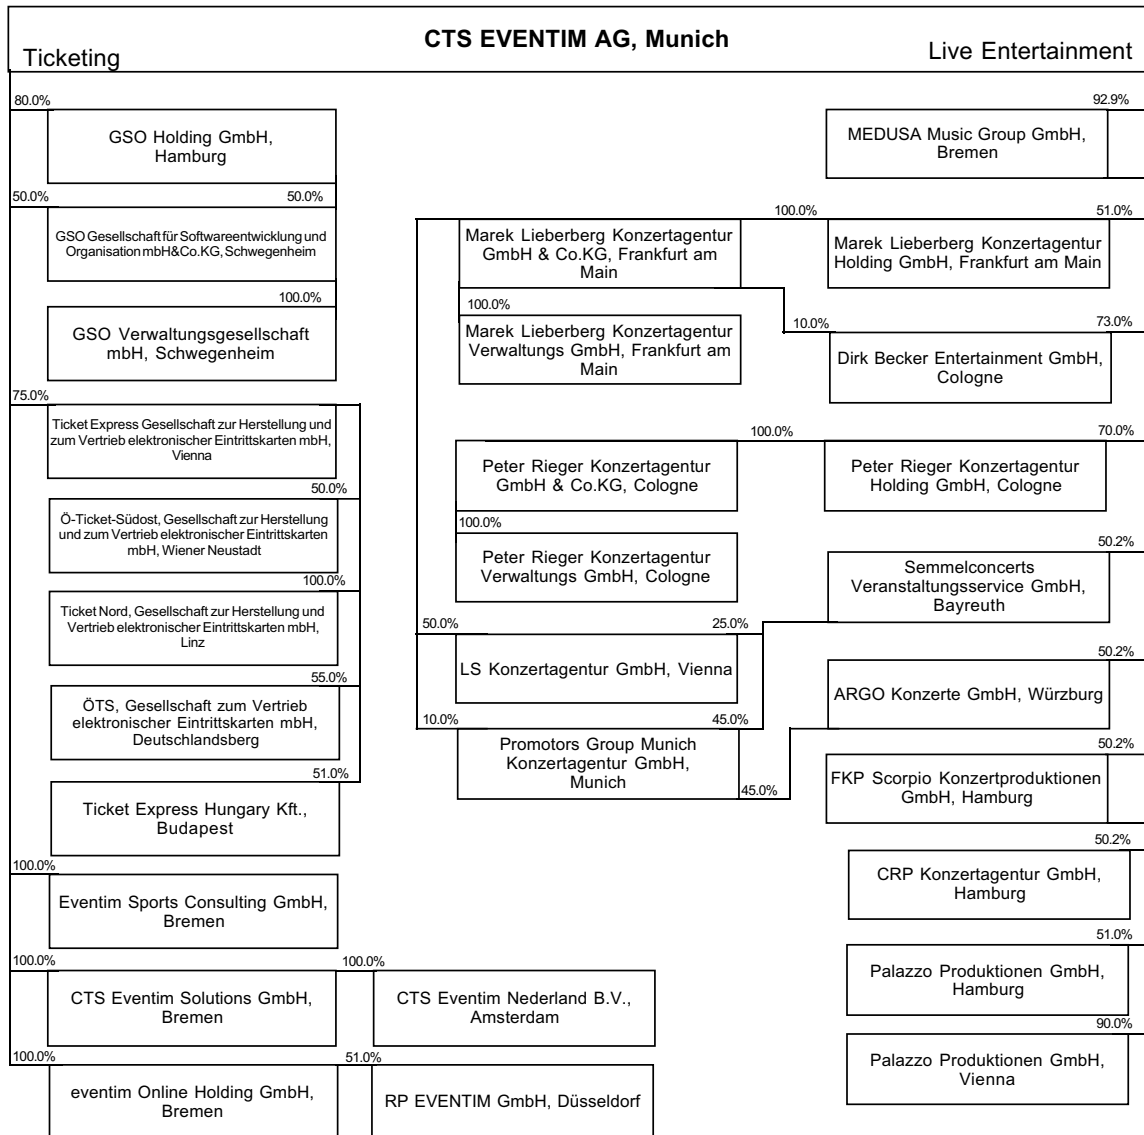 CTS EVENTIM AG, Munich
Ticketing
Live Entertainment
80.0%
GSO Holding GmbH,
Hamburg
50.0%
50.0%
GSO Gesellschaft für Softwareentwicklung und
Organisation mbH&Co.KG, Schwegenheim
100.0%
GSO Verwaltungsgesellschaft
mbH, Schwegenheim
75.0%
Ticket Express Gesellschaft zur Herstellung und
zum Vertrieb elektronischer Eintrittskarten mbH,
Vienna
50.0%
Ö-Ticket-Südost, Gesellschaft zur Herstellung
und zum Vertrieb elektronischer Eintrittskarten
mbH, Wiener Neustadt
100.0%
Ticket Nord, Gesellschaft zur Herstellung und
Vertrieb elektronischer Eintrittskarten mbH,
Linz
55.0%
ÖTS, Gesellschaft zum Vertrieb
elektronischer Eintrittskarten mbH,
Deutschlandsberg
51.0%
Ticket Express Hungary Kft.,
Budapest
100.0%
Eventim Sports Consulting GmbH,
Bremen
100.0%
CTS Eventim Solutions GmbH,
Bremen
100.0%
CTS Eventim Nederland B.V.,
Amsterdam
100.0%
eventim Online Holding GmbH,
Bremen
51.0%
RP EVENTIM GmbH, Düsseldorf
100.0%
Marek Lieberberg Konzertagentur
GmbH & Co.KG, Frankfurt am
Main
100.0%
Marek Lieberberg Konzertagentur
Verwaltungs GmbH, Frankfurt am
Main
100.0%
Peter Rieger Konzertagentur
GmbH & Co.KG, Cologne
100.0%
Peter Rieger Konzertagentur
Verwaltungs GmbH, Cologne
50.0%
25.0%
LS Konzertagentur GmbH, Vienna
10.0%
45.0%
Promotors Group Munich
Konzertagentur GmbH,
Munich
45.0%
92.9%
MEDUSA Music Group GmbH,
Bremen
51.0%
Marek Lieberberg Konzertagentur
Holding GmbH, Frankfurt am Main
10.0%
73.0%
Dirk Becker Entertainment GmbH,
Cologne
70.0%
Peter Rieger Konzertagentur
Holding GmbH, Cologne
50.2%
Semmelconcerts
Veranstaltungsservice GmbH,
Bayreuth
50.2%
ARGO Konzerte GmbH, Würzburg
50.2%
FKP Scorpio Konzertproduktionen
GmbH, Hamburg
50.2%
CRP Konzertagentur GmbH,
Hamburg
51.0%
Palazzo Produktionen GmbH,
Hamburg
90.0%
Palazzo Produktionen GmbH,
Vienna